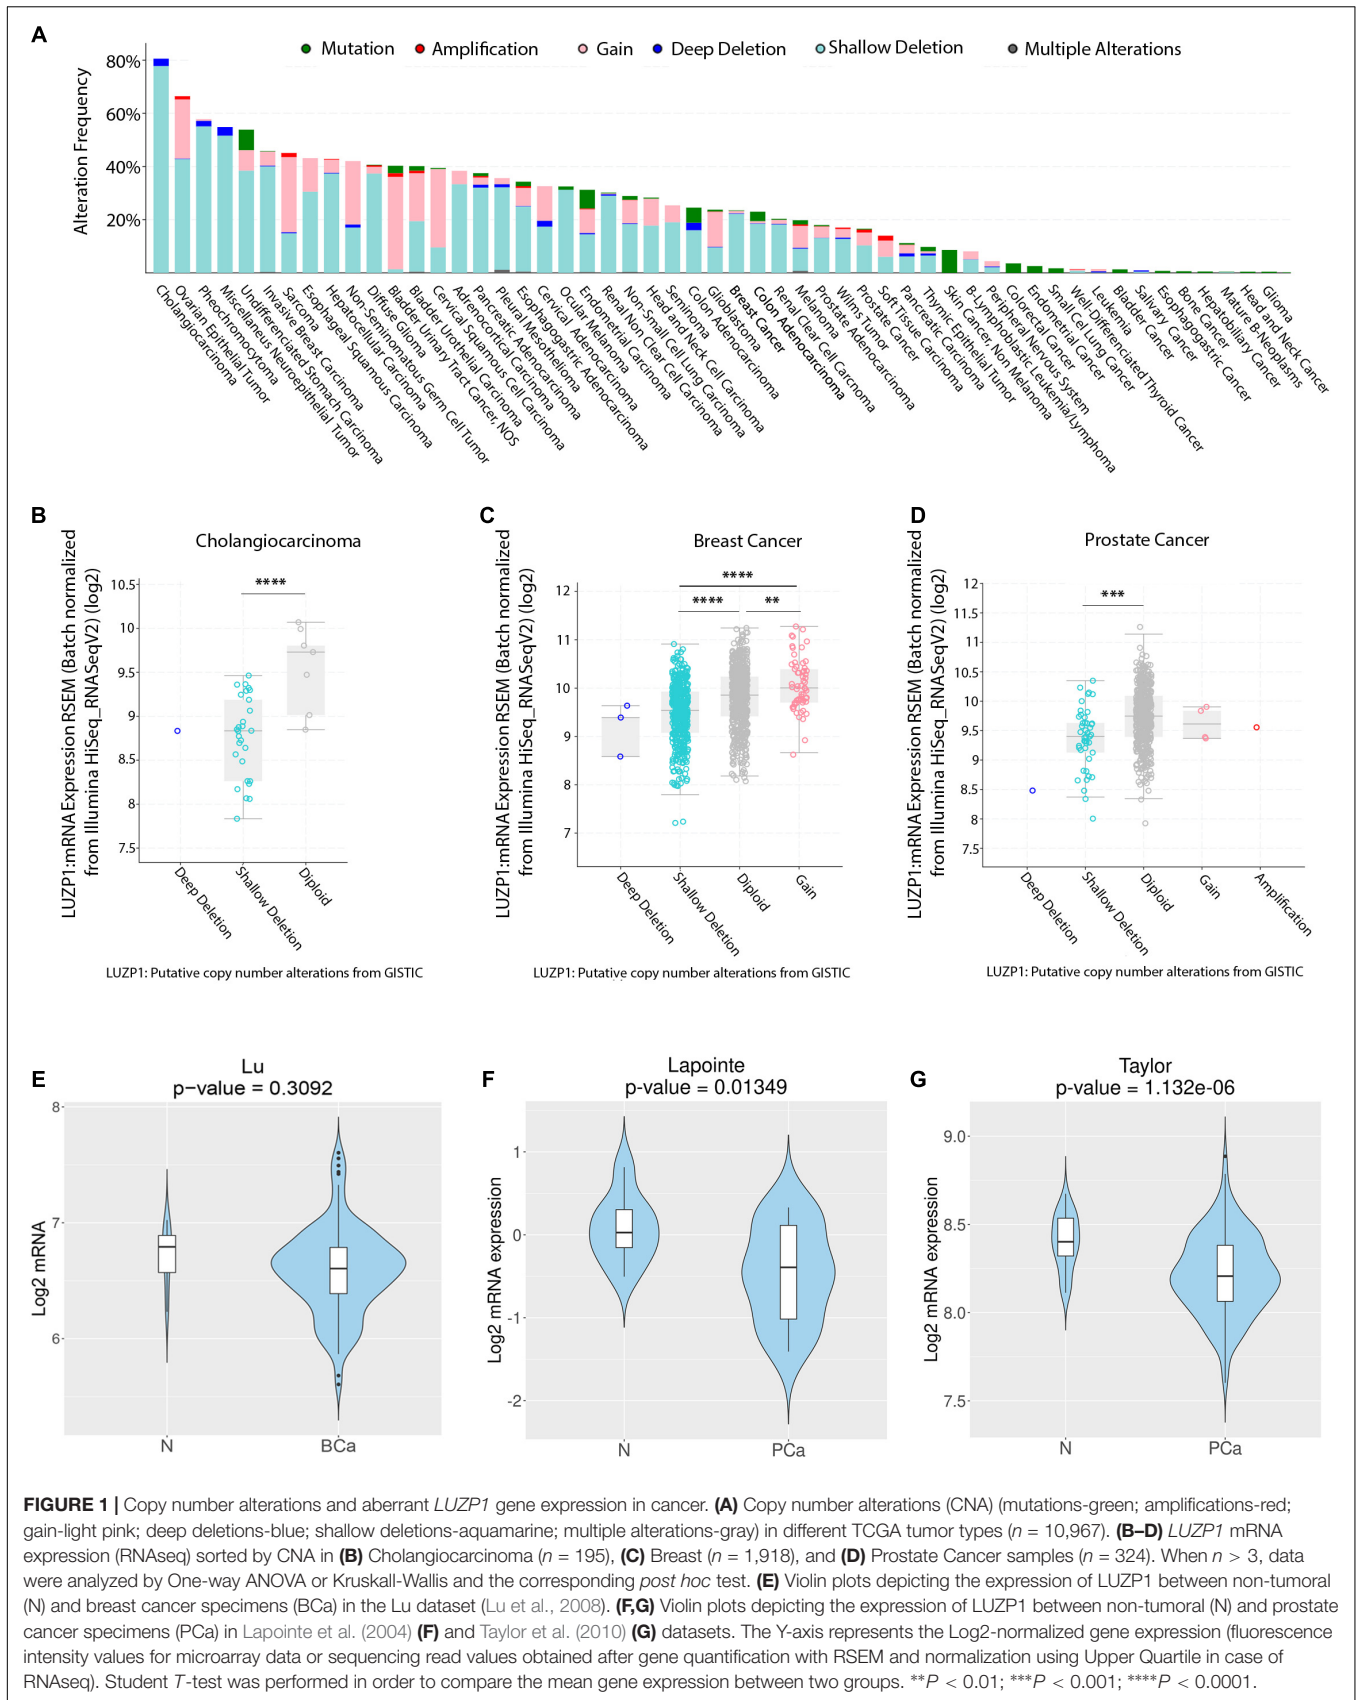 A
Mutation
Amplification
Gain
Deep Deletion
Shallow Deletion
Multiple Alterations
Alteration Frequency
80%
60%
40%
20%
Cholangiocarcinoma
Ovarian Epithelial Tumor
Pheochromocytoma
Miscellaneous Neuroepithelial Tumor
Undifferentiated Stomach Carcinoma
Invasive Breast Carcinoma
Sarcoma
Esophageal Squamous Carcinoma
Hepatocellular Carcinoma
Non-Seminomatous Germ Cell Tumor
Diffuse Glioma
Bladder Urinary Tract Cancer, NOS
Bladder Urothelial Carcinoma
Cervical Squamous Cell Carcinoma
Adrenocortical Carcinoma
Pancreatic Adenocarcinoma
Pleural Mesothelioma
Esophagogastric Adenocarcinoma
Cervical Adenocarcinoma
Ocular Melanoma
Endometrial Carcinoma
Renal Non-Clear Cell Carcinoma
Non-Small Cell Lung Carcinoma
Head and Neck Cell Carcinoma
Seminoma
Colon Adenocarcinoma
Glioblastoma
Breast Cancer
Colon Adenocarcinoma
Renal Clear Cell Carcinoma
Melanoma
Prostate Adenocarcinoma
Wilms Tumor
Prostate Cancer
Soft Tissue Carcinoma
Pancreatic Carcinoma
Thymic Epithelial Tumor
Skin Cancer, Non Melanoma
B-Lymphoblastic Leukemia/Lymphoma
Peripheral Nervous System
Colorectal Cancer
Endometrial Cancer
Small Cell Lung Cancer
Well-Differentiated Thyroid Cancer
Leukemia
Bladder Cancer
Salivary Cancer
Esophagogastric Cancer
Bone Cancer
Hepatobiliary Cancer
Mature B-Neoplasms
Head and Neck Cancer
Glioma
B
Cholangiocarcinoma
LUZP1:mRNA Expression RSEM (Batch normalized
from Illumina HiSeq_RNASeqV2) (log2)
10.5
10
9.5
9
8.5
8
7.5
****
Deep Deletion
Shallow Deletion
Diploid
LUZP1: Putative copy number alterations from GISTIC
C
Breast Cancer
LUZP1:mRNA Expression RSEM (Batch normalized
from Illumina HiSeq_RNASeqV2) (log2)
12
11
10
9
8
7
****
****
**
Deep Deletion
Shallow Deletion
Diploid
Gain
LUZP1: Putative copy number alterations from GISTIC
D
Prostate Cancer
LUZP1:mRNA Expression RSEM (Batch normalized
from Illumina HiSeq_RNASeqV2) (log2)
12
11.5
11
10.5
10
9.5
9
8.5
8
7.5
***
Deep Deletion
Shallow Deletion
Diploid
Gain
Amplification
LUZP1: Putative copy number alterations from GISTIC
E
Lu
p-value = 0.3092
Log2 mRNA
8
7
6
N
BCa
F
Lapointe
p-value = 0.01349
Log2 mRNA expression
1
0
-1
-2
N
PCa
G
Taylor
p-value = 1.132e-06
Log2 mRNA expression
9.0
8.5
8.0
7.5
N
PCa
FIGURE 1 | Copy number alterations and aberrant LUZP1 gene expression in cancer. (A) Copy number alterations (CNA) (mutations-green; amplifications-red;
gain-light pink; deep deletions-blue; shallow deletions-aquamarine; multiple alterations-gray) in different TCGA tumor types (n = 10,967). (B–D) LUZP1 mRNA
expression (RNAseq) sorted by CNA in (B) Cholangiocarcinoma (n = 195), (C) Breast (n = 1,918), and (D) Prostate Cancer samples (n = 324). When n > 3, data
were analyzed by One-way ANOVA or Kruskall-Wallis and the corresponding post hoc test. (E) Violin plots depicting the expression of LUZP1 between non-tumoral
(N) and breast cancer specimens (BCa) in the Lu dataset (Lu et al., 2008). (F,G) Violin plots depicting the expression of LUZP1 between non-tumoral (N) and prostate
cancer specimens (PCa) in Lapointe et al. (2004) (F) and Taylor et al. (2010) (G) datasets. The Y-axis represents the Log2-normalized gene expression (fluorescence
intensity values for microarray data or sequencing read values obtained after gene quantification with RSEM and normalization using Upper Quartile in case of
RNAseq). Student T-test was performed in order to compare the mean gene expression between two groups. **P < 0.01; ***P < 0.001; ****P < 0.0001.